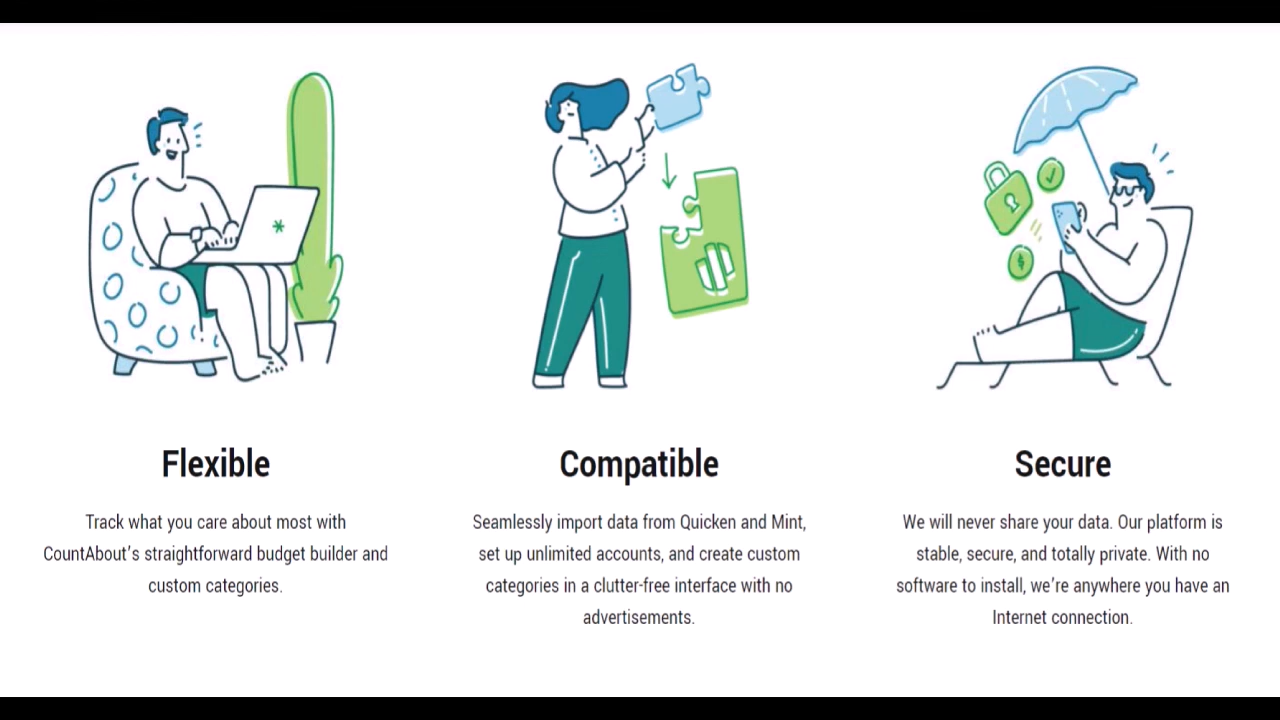 Flexible
Track what you care about most with
CountAbout's straightforward budget builder and
custom categories.
Compatible
Seamlessly import data from Quicken and Mint,
set up unlimited accounts, and create custom
categories in a clutter-free interface with no
advertisements.
Secure
We will never share your data. Our platform is
stable, secure, and totally private. With no
software to install, we're anywhere you have an
Internet connection.